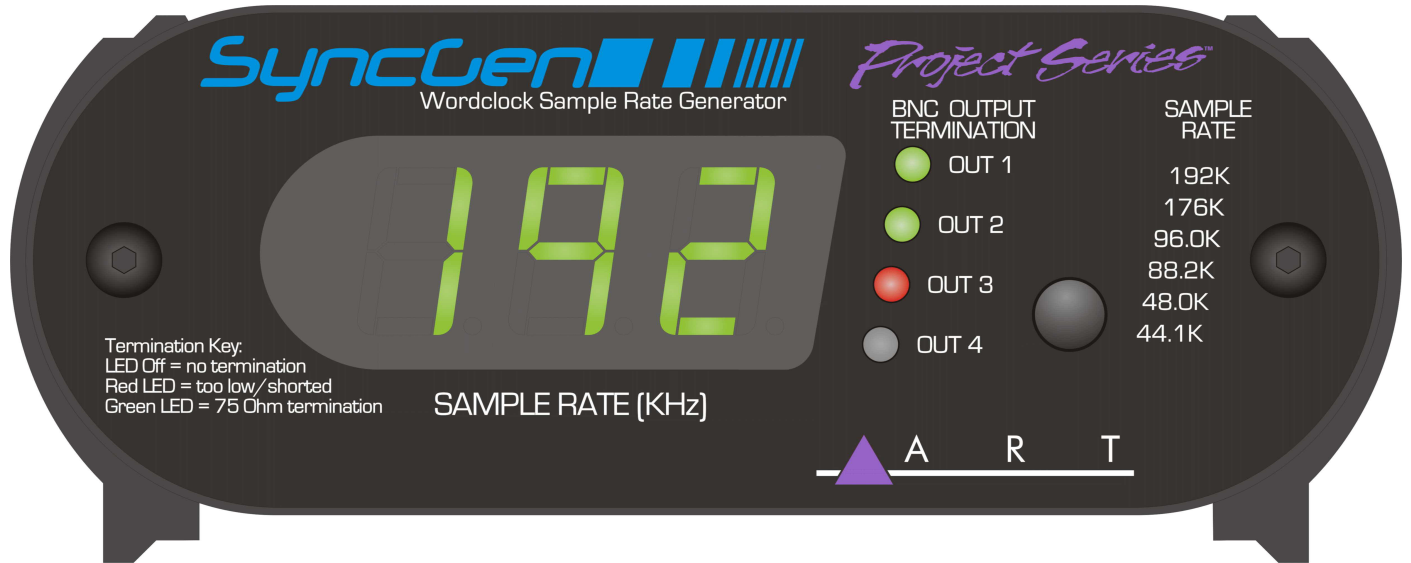 SyncGen
Wordclock Sample Rate Generator
Project Series™
BNC OUTPUT
TERMINATION
OUT 1
OUT 2
OUT 3
OUT 4
SAMPLE
RATE
192K
176K
96.0K
88.2K
48.0K
44.1K
192
SAMPLE RATE (KHz)
Termination Key:
LED Off = no termination
Red LED = too low/shorted
Green LED = 75 Ohm termination
A R T